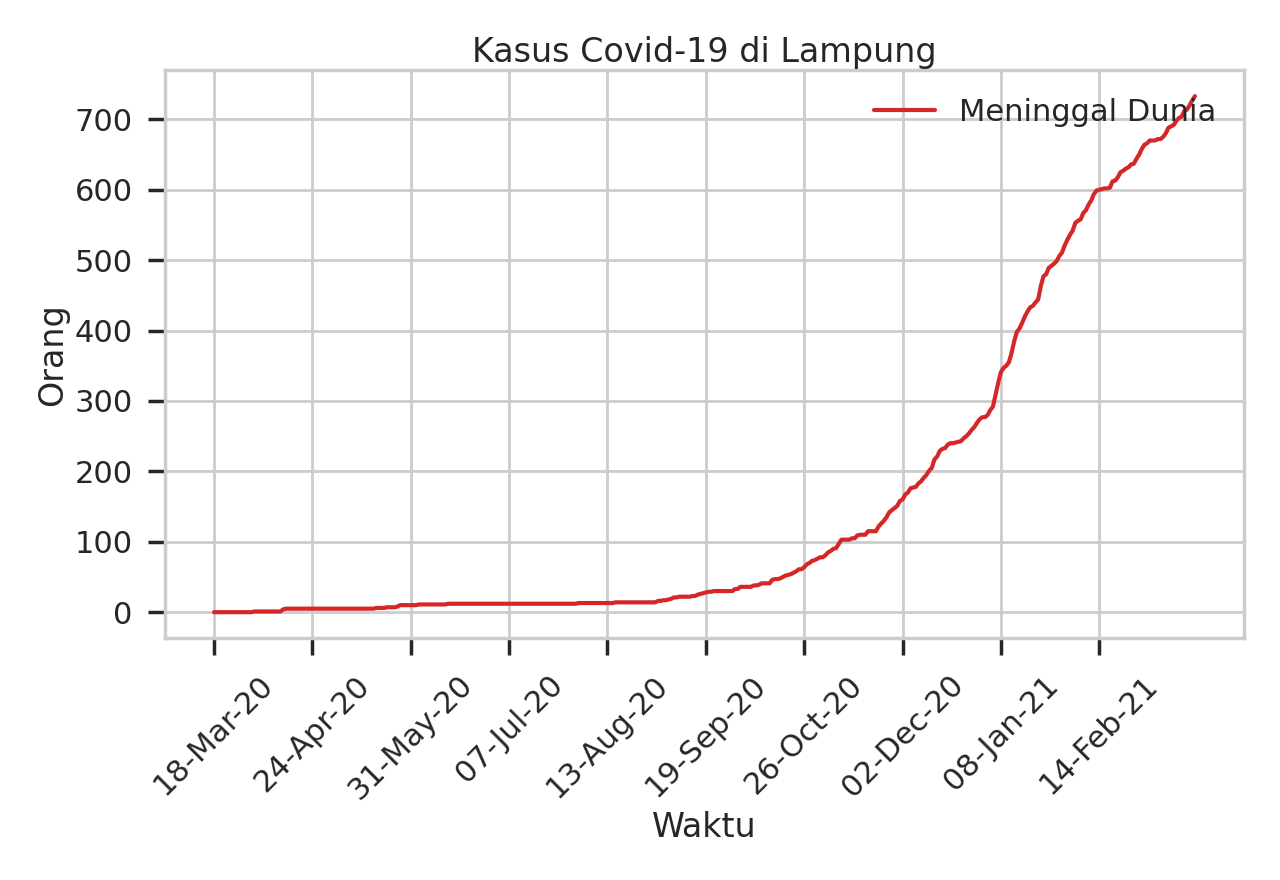 Kasus Covid-19 di Lampung
Meninggal Dunia
Orang
700
600
500
400
300
200
100
0
18-Mar-20
24-Apr-20
31-May-20
07-Jul-20
13-Aug-20
19-Sep-20
26-Oct-20
02-Dec-20
08-Jan-21
14-Feb-21
Waktu